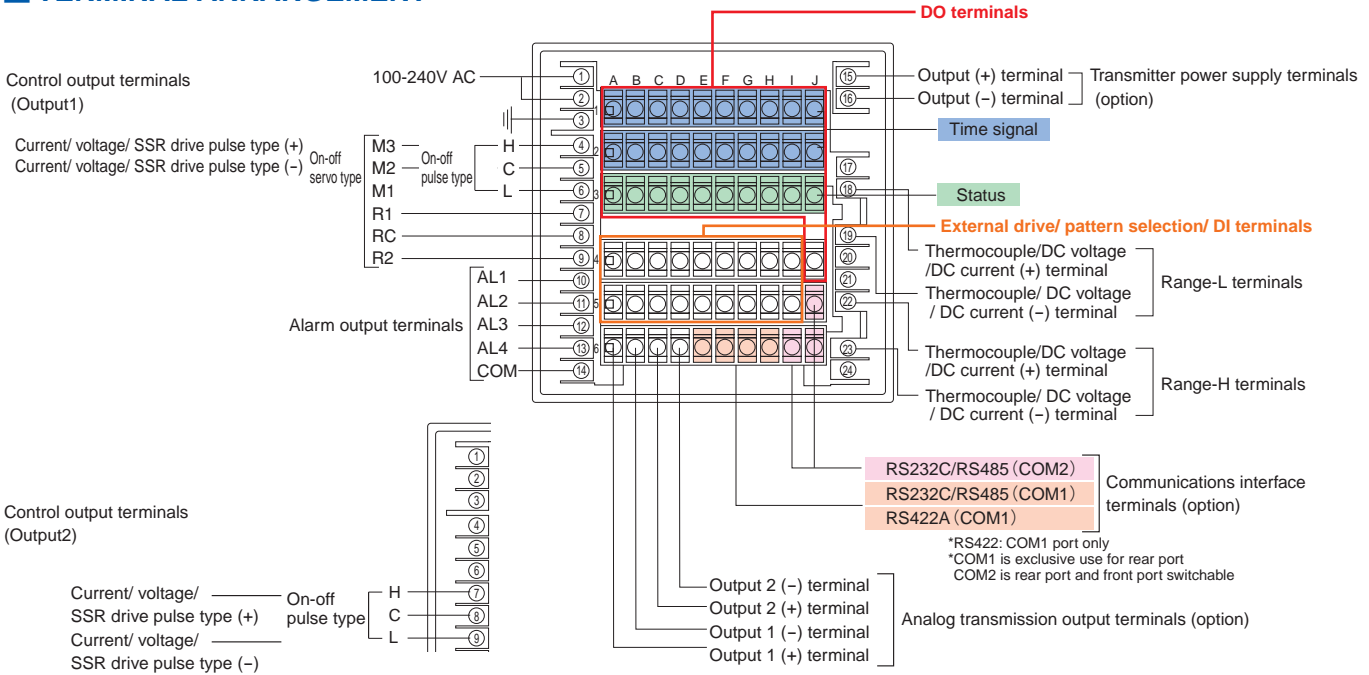 ■ TERMINAL ARRANGEMENT
DO terminals
Control output terminals
(Output1)
100-240V AC
Current/ voltage/ SSR drive pulse type (+)
Current/ voltage/ SSR drive pulse type (−)
On-off
servo type
M3
M2
M1
R1
RC
R2
On-off
pulse type
H
C
L
AL1
AL2
AL3
AL4
COM
Alarm output terminals
① ② ③ ④ ⑤ ⑥ ⑦ ⑧ ⑨ ⑩ ⑪ ⑫ ⑬ ⑭
A B C D E F G H I J
1
2
3
4
5
6
⑮ ⑯ ⑰ ⑱ ⑲ ⑳ ㉑ ㉒ ㉓ ㉔
Output (+) terminal
Output (−) terminal
Transmitter power supply terminals
(option)
Time signal
Status
External drive/ pattern selection/ DI terminals
Thermocouple/DC voltage
/DC current (+) terminal
Thermocouple/ DC voltage
/ DC current (−) terminal
Range-L terminals
Thermocouple/DC voltage
/DC current (+) terminal
Thermocouple/ DC voltage
/ DC current (−) terminal
Range-H terminals
RS232C/RS485（COM2）
RS232C/RS485（COM1）
RS422A（COM1）
Communications interface
terminals (option)
*RS422: COM1 port only
*COM1 is exclusive use for rear port
COM2 is rear port and front port switchable
Output 2 (−) terminal
Output 2 (+) terminal
Output 1 (−) terminal
Output 1 (+) terminal
Analog transmission output terminals (option)
Control output terminals
(Output2)
① ② ③ ④ ⑤ ⑥ ⑦ ⑧ ⑨
Current/ voltage/
SSR drive pulse type (+)
Current/ voltage/
SSR drive pulse type (−)
On-off
pulse type
H
C
L